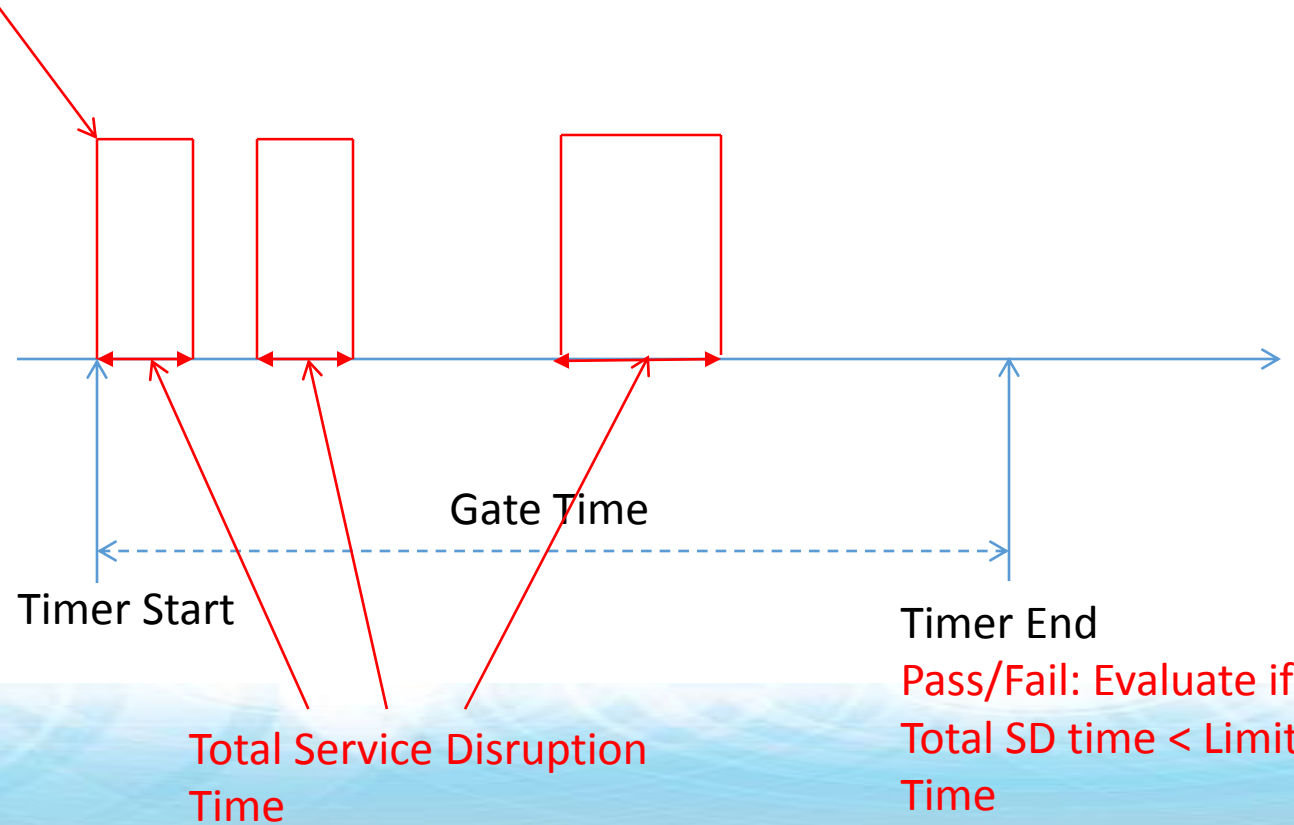 Gate Time
Timer Start
Timer End
Pass/Fail: Evaluate if
Total SD time < Limit
Time
Total Service Disruption
Time